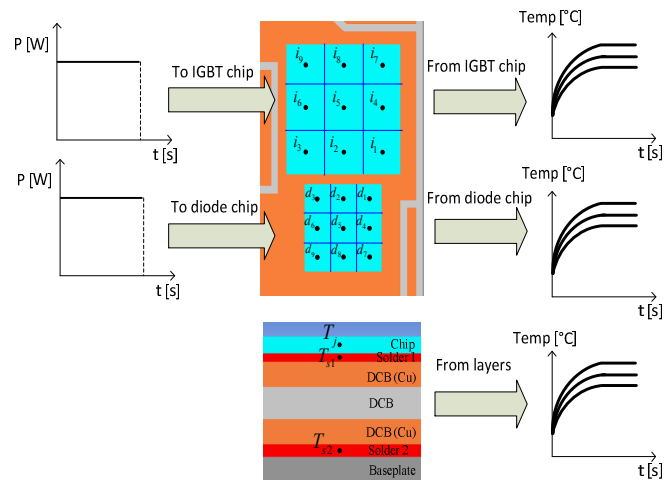 P [W]
t [s]
To IGBT chip
i9 i8 i7
i6 i5 i4
i3 i2 i1
From IGBT chip
Temp [°C]
t[s]
P [W]
t [s]
To diode chip
d3 d2 d1
d6 d5 d4
d9 d8 d7
From diode chip
Temp [°C]
t[s]
Tj
Chip
Ts1
Solder 1
DCB (Cu)
DCB
DCB (Cu)
Ts2
Solder 2
Baseplate
From layers
Temp [°C]
t[s]